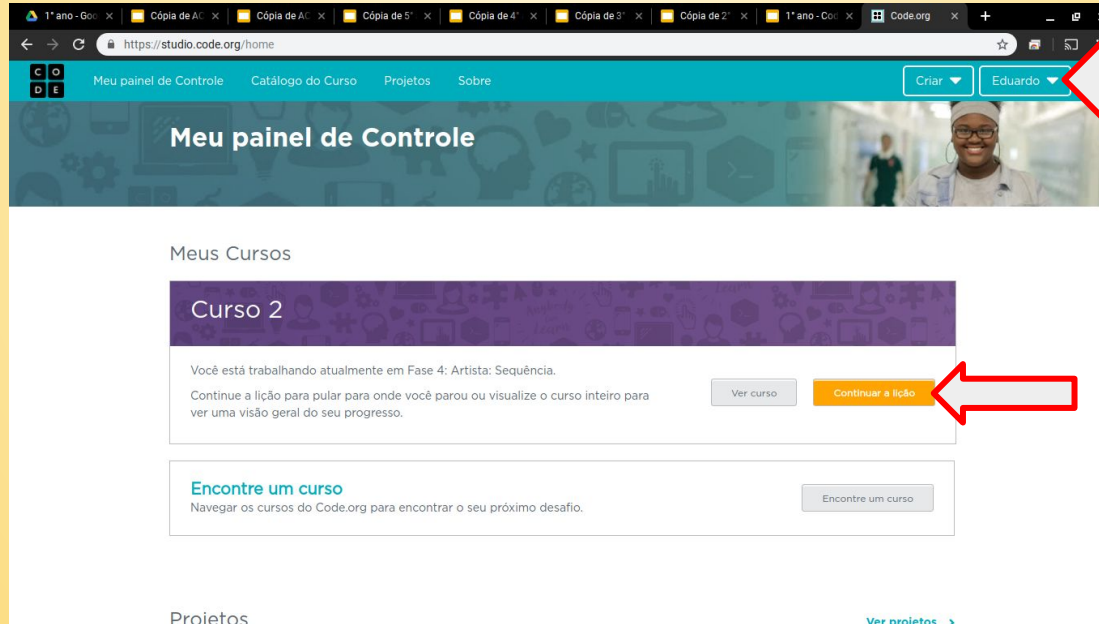 1° ano - Goo
Cópia de AC
Cópia de AC
Cópia de 5°
Cópia de 4°
Cópia de 3°
Cópia de 2°
1° ano - Cod
Code.org
https://studio.code.org/home
C O
D E
Meu painel de Controle
Catálogo do Curso
Projetos
Sobre
Criar
Eduardo
Meu painel de Controle
Meus Cursos
Curso 2
Você está trabalhando atualmente em Fase 4: Artista: Sequência.
Continue a lição para pular para onde você parou ou visualize o curso inteiro para
ver uma visão geral do seu progresso.
Ver curso
Continuar a lição
Encontre um curso
Navegar os cursos do Code.org para encontrar o seu próximo desafio.
Encontre um curso
Projetos
Ver projetos